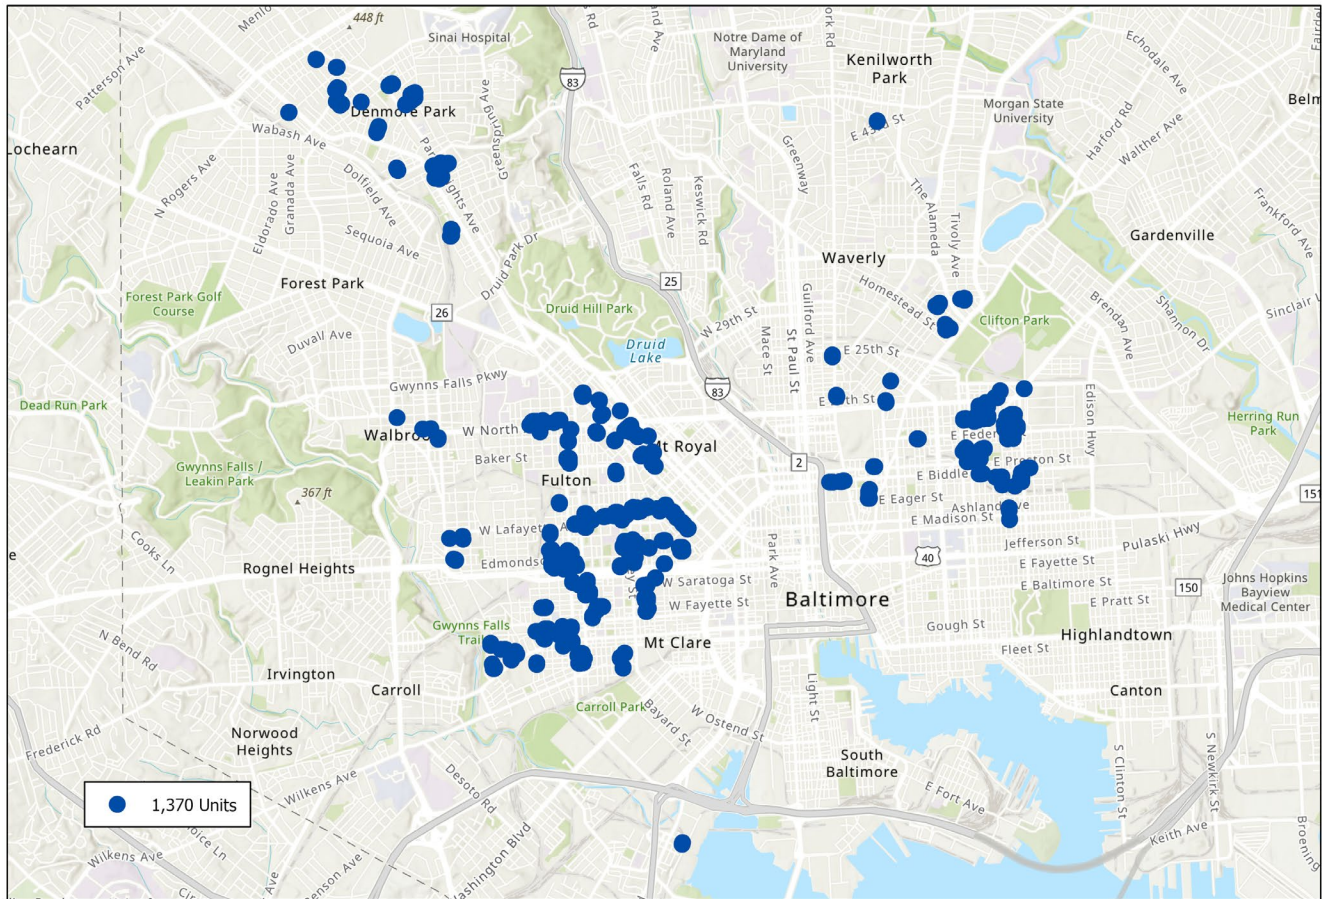 448 ft
Sinai Hospital
Notre Dame of
Maryland
University
Kenilworth
Park
Echodale Ave
Patterson Ave
83
Morgan State
University
Denmore Park
Greenspring Ave
E 43rd St
Harford Rd
Walther Ave
Wabash Ave
Lochearn
N Rogers Ave
Eldorado Ave
Granada Ave
Dolfield Ave
Falls Rd
Roland Ave
Keswick Rd
Greenway
The Alameda
Tivoly Ave
Frankford Ave
Sequoia Ave
Druid Park Dr
Gardenville
Waverly
Forest Park
25
Forest Park Golf
Course
26
Druid Hill Park
Guilford Ave
Homestead St
Clifton Park
Brendan Ave
Shannon Dr
Duvall Ave
W 29th St
Mace St
St Paul St
Druid
Lake
E 25th St
Gwynns Falls Pkwy
83
Edison Hwy
Dead Run Park
Herring Run
Park
W North
Mt Royal
Baker St
2
E Preston St
Gwynns Falls /
Leakin Park
Fulton
E Biddle
367 ft
E Eager St
151
E Madison St
Cooks Ln
Park Ave
Jefferson St
Pulaski Hwy
40
Rognel Heights
E Fayette St
W Saratoga St
E Baltimore St
150
Johns Hopkins
Bayview
Medical Center
W Fayette St
Baltimore
E Pratt St
Gwynns Falls
Gough St
Highlandtown
N Bend Rd
Mt Clare
Fleet St
Irvington
Carroll
Light St
Canton
Carroll Park
Bayard St
W Ostend St
Frederick Rd
Norwood
Heights
South
Baltimore
S Clinton St
S Newkirk St
Wilkens Ave
Desoto Rd
E Fort Ave
1,370 Units
Keith Ave
Wilkens Ave
Washington Blvd